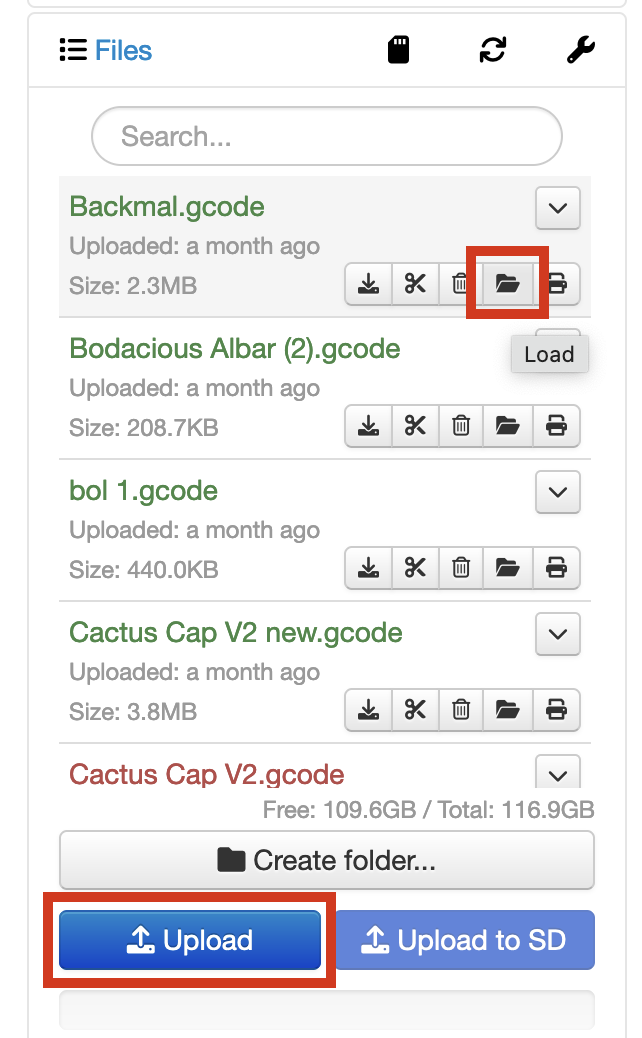 Files
Search...
Backmal.gcode
Uploaded: a month ago
Size: 2.3MB
Bodacious Albar (2).gcode
Load
Uploaded: a month ago
Size: 208.7KB
bol 1.gcode
Uploaded: a month ago
Size: 440.0KB
Cactus Cap V2 new.gcode
Uploaded: a month ago
Size: 3.8MB
Cactus Cap V2.gcode
Free: 109.6GB / Total: 116.9GB
Create folder...
Upload
Upload to SD